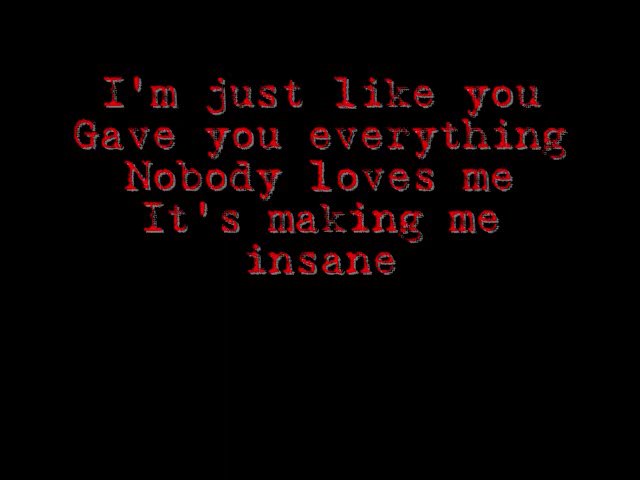 I'm just like you
Gave you everything
Nobody loves me
It's making me
insane